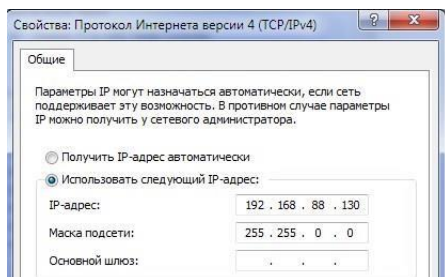 Свойства: Протокол Интернета версии 4 (TCP/IPv4)
Общие
Параметры IP могут назначаться автоматически, если сеть
поддерживает эту возможность. В противном случае параметры
IP можно получить у сетевого администратора.
Получить IP-адрес автоматически
Использовать следующий IP-адрес:
IP-адрес: 192 . 168 . 88 . 130
Маска подсети: 255 . 255 . 0 . 0
Основной шлюз: . . .